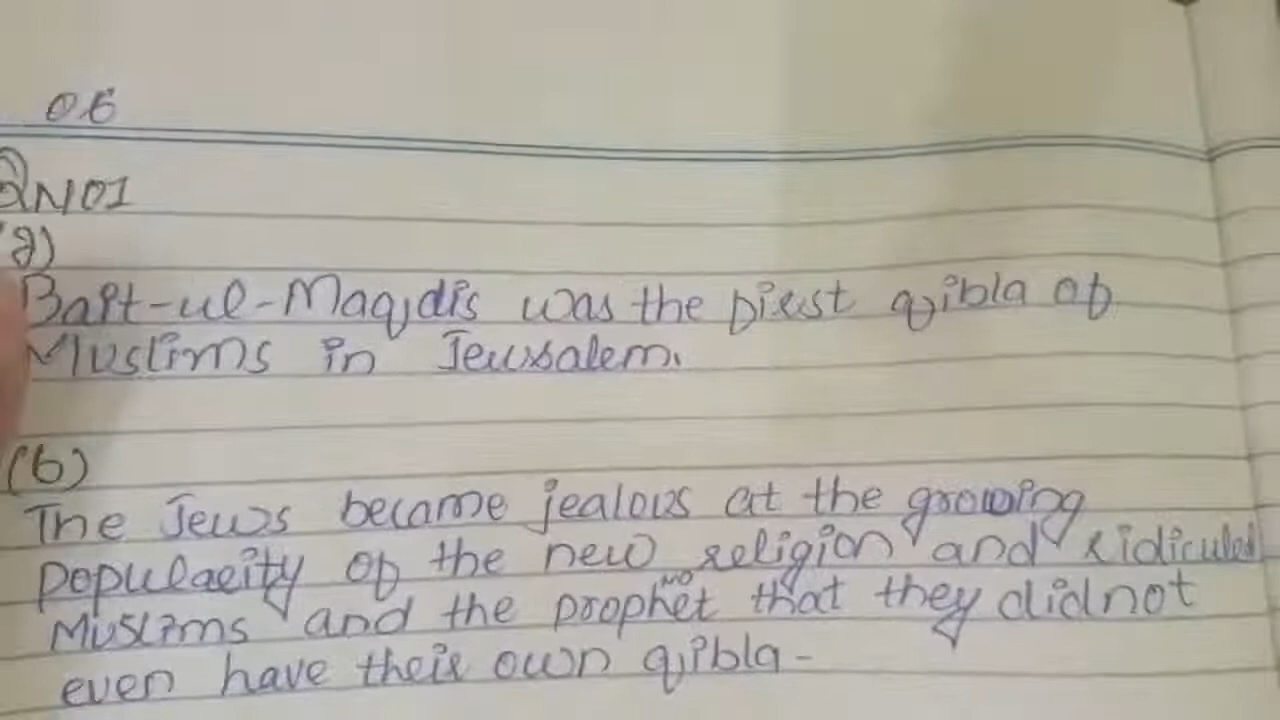 06
QN01
(a)
Bait-ul-Maqdis was the first qibla of
Muslims in Jerusalem.
(b)
The Jews became jealous at the growing
popularity of the new religion and ridiculed
Muslims and the prophet that they didnot
even have their own qibla-